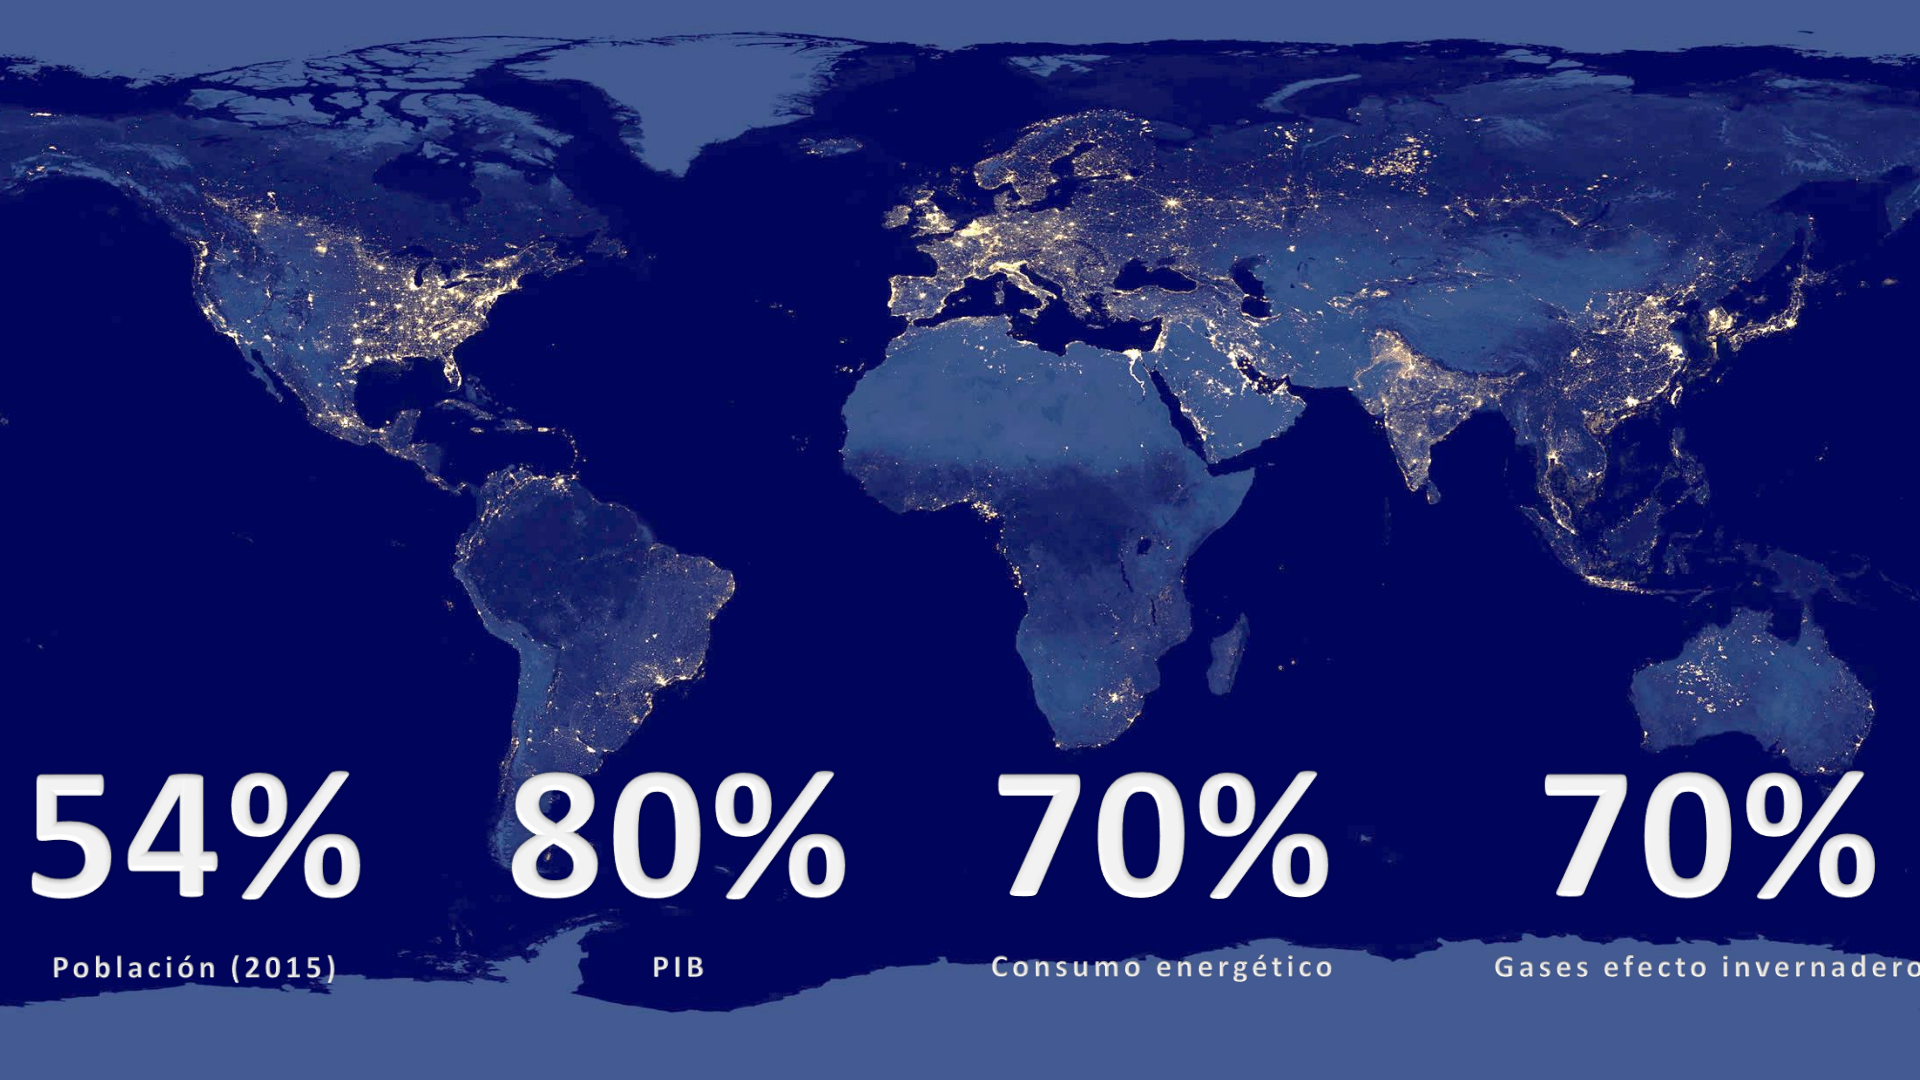 54% 80% 70% 70%
Población (2015) PIB Consumo energético Gases efecto invernadero